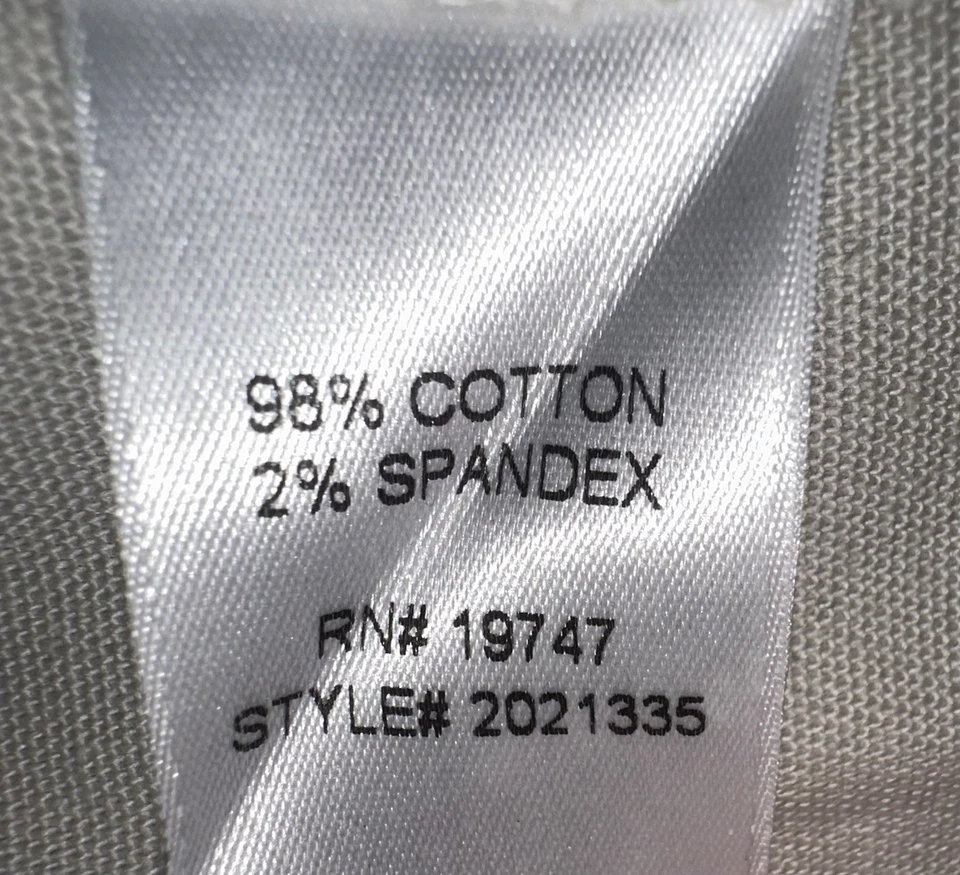 98% COTTON
2% SPANDEX
RN# 19747
STYLE# 2021335